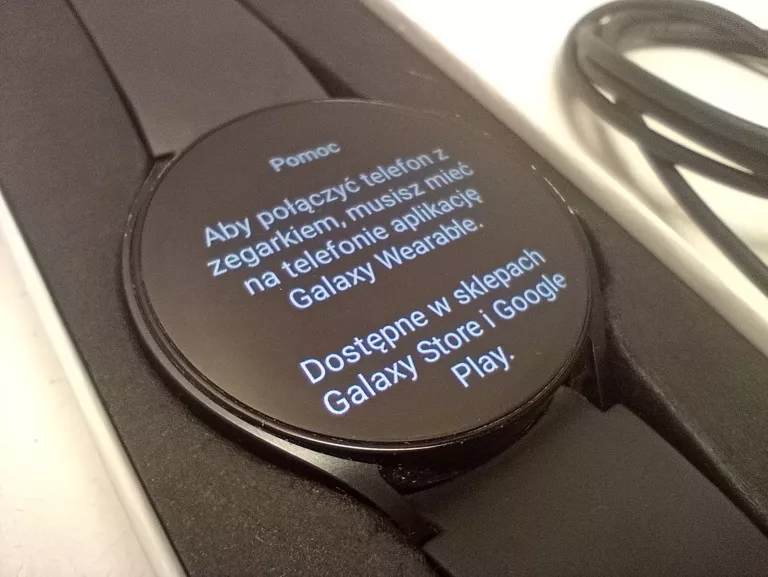 Pomoc
Aby połączyć telefon z
zegarkiem, musisz mieć
na telefonie aplikację
Galaxy Wearable.
Dostępne w sklepach
Galaxy Store i Google
Play.